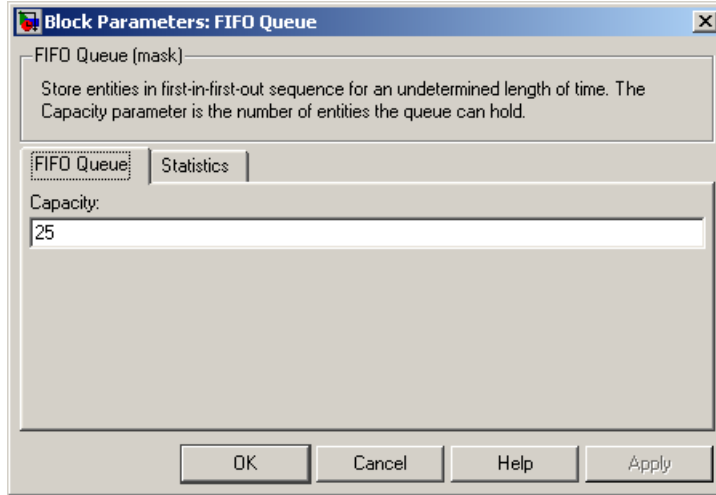 Block Parameters: FIFO Queue
FIFO Queue (mask)
Store entities in first-in-first-out sequence for an undetermined length of time. The
Capacity parameter is the number of entities the queue can hold.
FIFO Queue Statistics
Capacity:
25
OK Cancel Help Apply